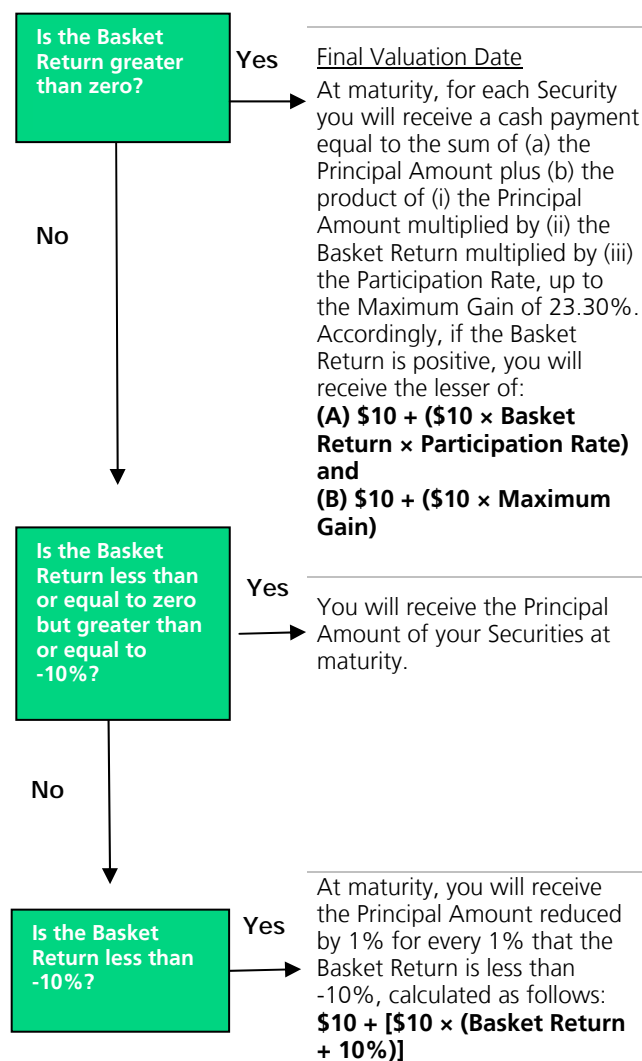 Is the Basket
Return greater
than zero?
Yes
Final Valuation Date
At maturity, for each Security
you will receive a cash payment
equal to the sum of (a) the
Principal Amount plus (b) the
product of (i) the Principal
Amount multiplied by (ii) the
Basket Return multiplied by (iii)
the Participation Rate, up to
the Maximum Gain of 23.30%.
Accordingly, if the Basket
Return is positive, you will
receive the lesser of:
(A) $10 + ($10 × Basket
Return × Participation Rate)
and
(B) $10 + ($10 × Maximum
Gain)
No
Is the Basket
Return less than
or equal to zero
but greater than
or equal to
-10%?
Yes
You will receive the Principal
Amount of your Securities at
maturity.
No
Is the Basket
Return less than
-10%?
Yes
At maturity, you will receive
the Principal Amount reduced
by 1% for every 1% that the
Basket Return is less than
-10%, calculated as follows:
$10 + [$10 × (Basket Return
+ 10%)]